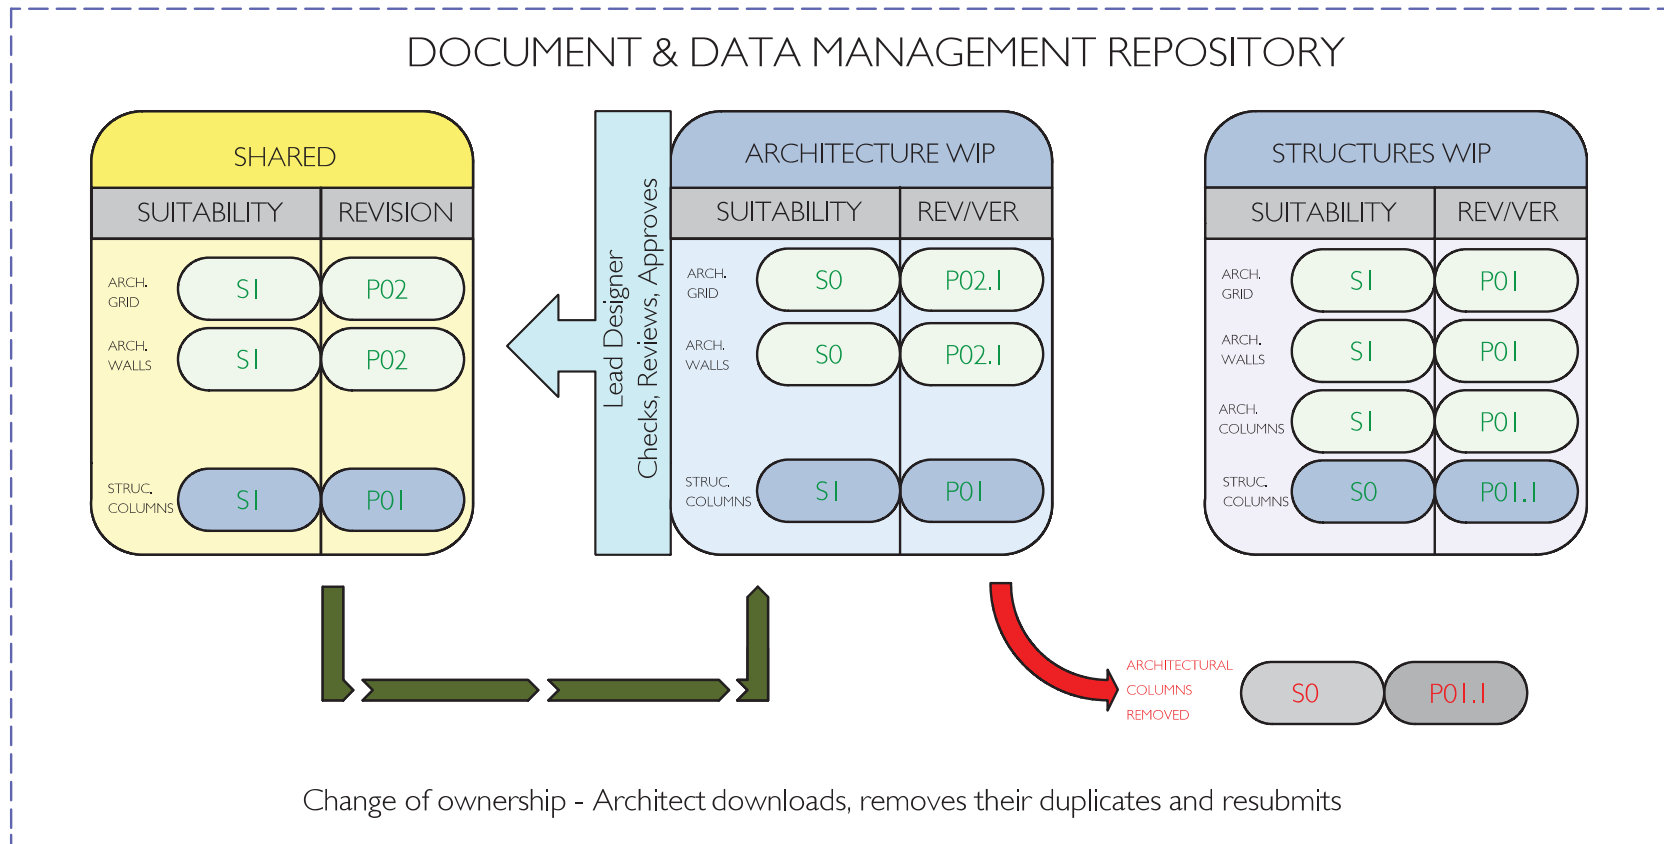 DOCUMENT & DATA MANAGEMENT REPOSITORY
SHARED
SUITABILITY REVISION
ARCH.
GRID
S1 P02
ARCH.
WALLS
S1 P02
STRUC.
COLUMNS
S1 P01
Lead Designer
Checks, Reviews, Approves
ARCHITECTURE WIP
SUITABILITY REV/VER
ARCH.
GRID
S0 P02.1
ARCH.
WALLS
S0 P02.1
STRUC.
COLUMNS
S1 P01
STRUCTURES WIP
SUITABILITY REV/VER
ARCH.
GRID
S1 P01
ARCH.
WALLS
S1 P01
ARCH.
COLUMNS
S1 P01
STRUC.
COLUMNS
S0 P01.1
ARCHITECTURAL
COLUMNS
REMOVED
S0 P01.1
Change of ownership - Architect downloads, removes their duplicates and resubmits